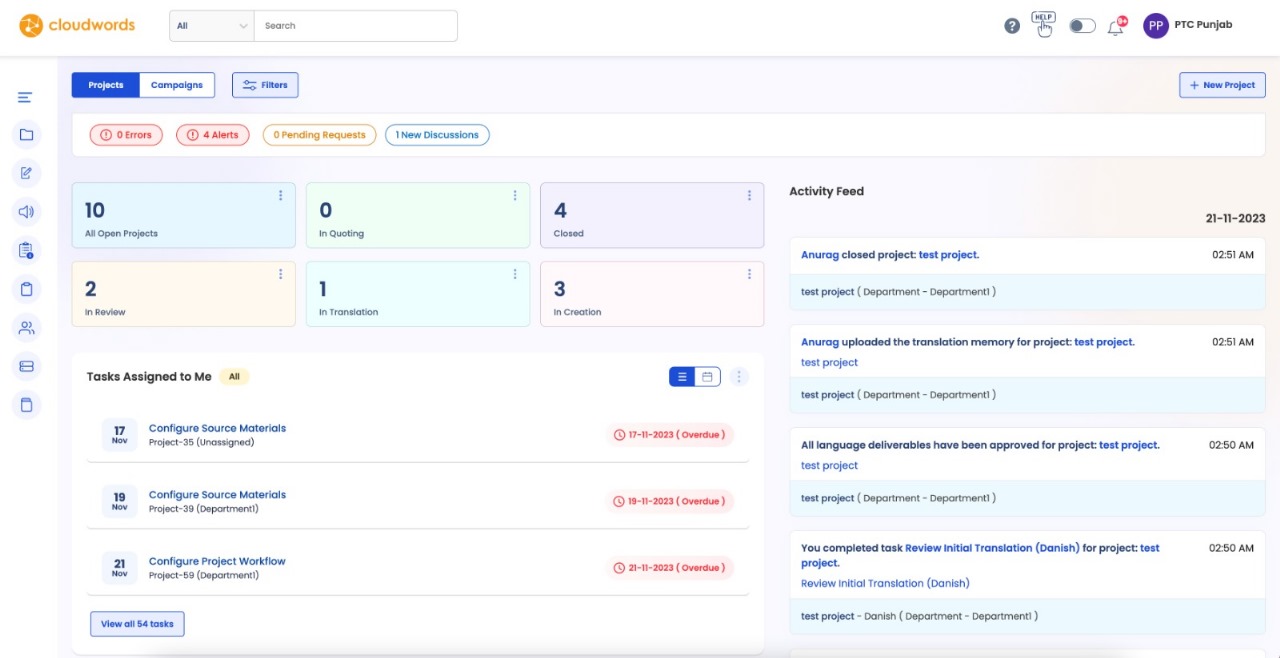 cloudwords
All
Search
HELP
9+
PP
PTC Punjab
Projects
Campaigns
Filters
+ New Project
0 Errors
4 Alerts
0 Pending Requests
1 New Discussions
10
All Open Projects
0
In Quoting
4
Closed
2
In Review
1
In Translation
3
In Creation
Tasks Assigned to Me
All
17
Nov
Configure Source Materials
Project-35 (Unassigned)
17-11-2023 ( Overdue )
19
Nov
Configure Source Materials
Project-39 (Department1)
19-11-2023 ( Overdue )
21
Nov
Configure Project Workflow
Project-59 (Department1)
21-11-2023 ( Overdue )
View all 54 tasks
Activity Feed
21-11-2023
Anurag closed project: test project.
02:51 AM
test project ( Department - Department1 )
Anurag uploaded the translation memory for project: test project.
02:51 AM
test project
test project ( Department - Department1 )
All language deliverables have been approved for project: test project.
02:50 AM
test project
test project ( Department - Department1 )
You completed task Review Initial Translation (Danish) for project: test
project.
02:50 AM
Review Initial Translation (Danish)
test project - Danish ( Department - Department1 )